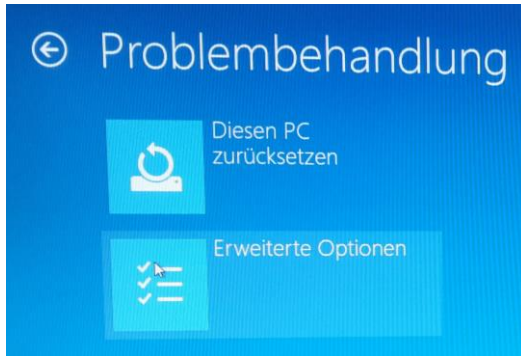 Problembehandlung
Diesen PC
zurücksetzen
Erweiterte Optionen